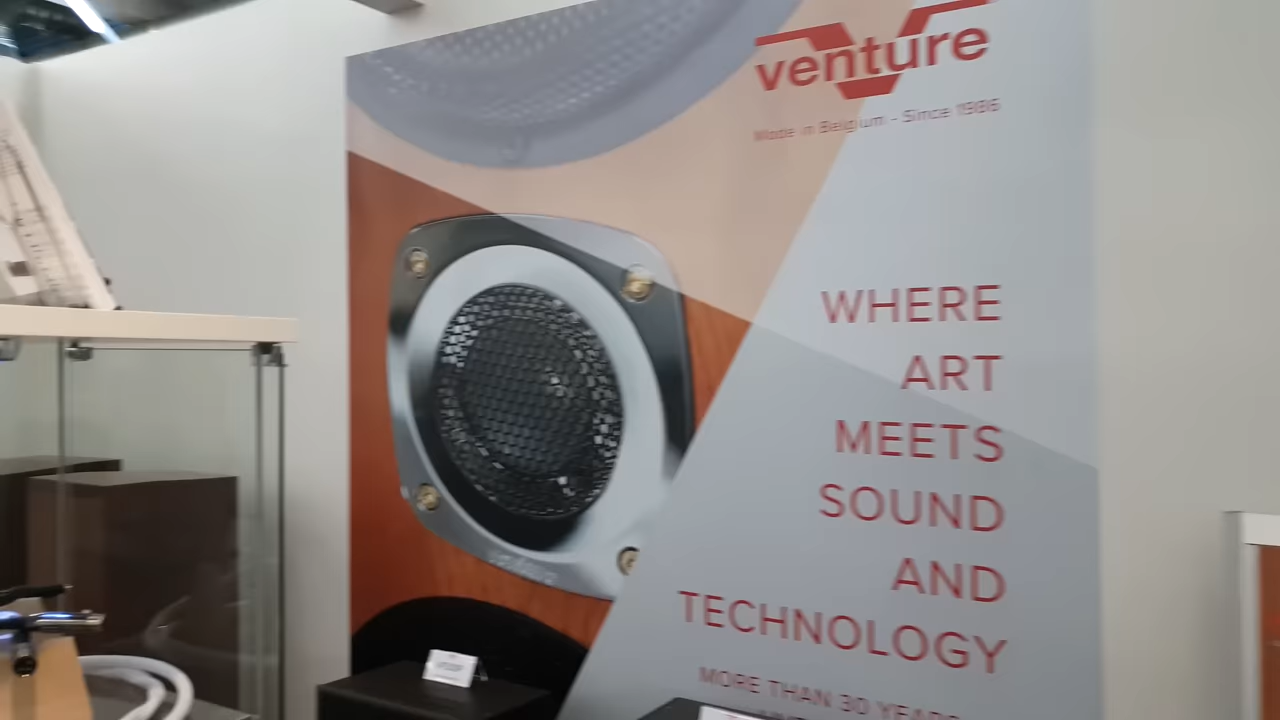 venture
Made in Belgium - Since 1986
WHERE
ART
MEETS
SOUND
AND
TECHNOLOGY
MORE THAN 30 YEARS